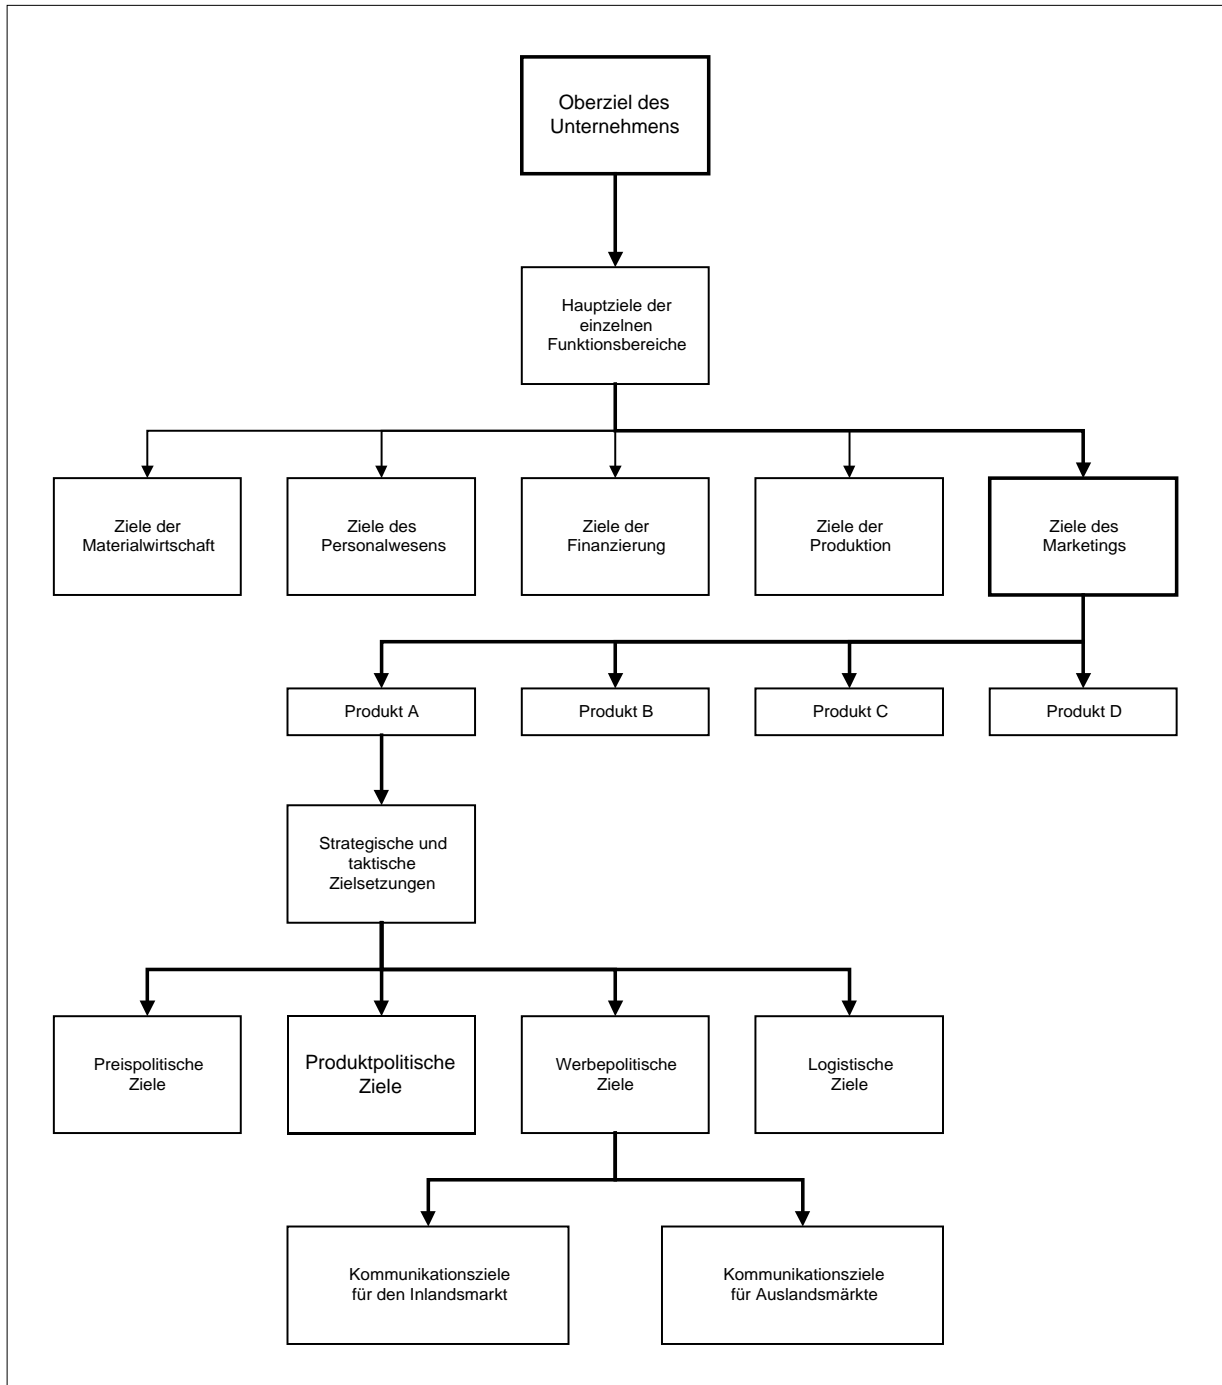 Oberziel des
Unternehmens
Hauptziele der
einzelnen
Funktionsbereiche
Ziele der
Materialwirtschaft
Ziele des
Personalwesens
Ziele der
Finanzierung
Ziele der
Produktion
Ziele des
Marketings
Produkt A
Produkt B
Produkt C
Produkt D
Strategische und
taktische
Zielsetzungen
Preispolitische
Ziele
Produktpolitische
Ziele
Werbepolitische
Ziele
Logistische
Ziele
Kommunikationsziele
für den Inlandsmarkt
Kommunikationsziele
für Auslandsmärkte